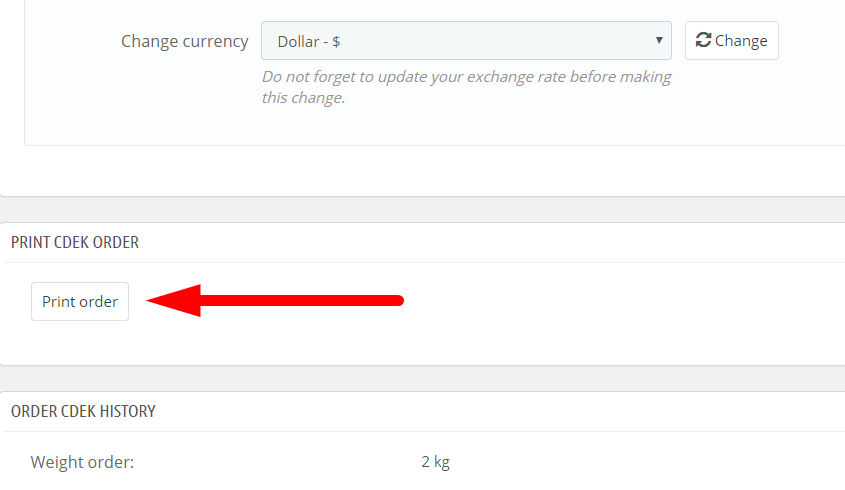 Change currency Dollar - $ Change
Do not forget to update your exchange rate before making
this change.
PRINT CDEK ORDER
Print order
ORDER CDEK HISTORY
Weight order: 2 kg